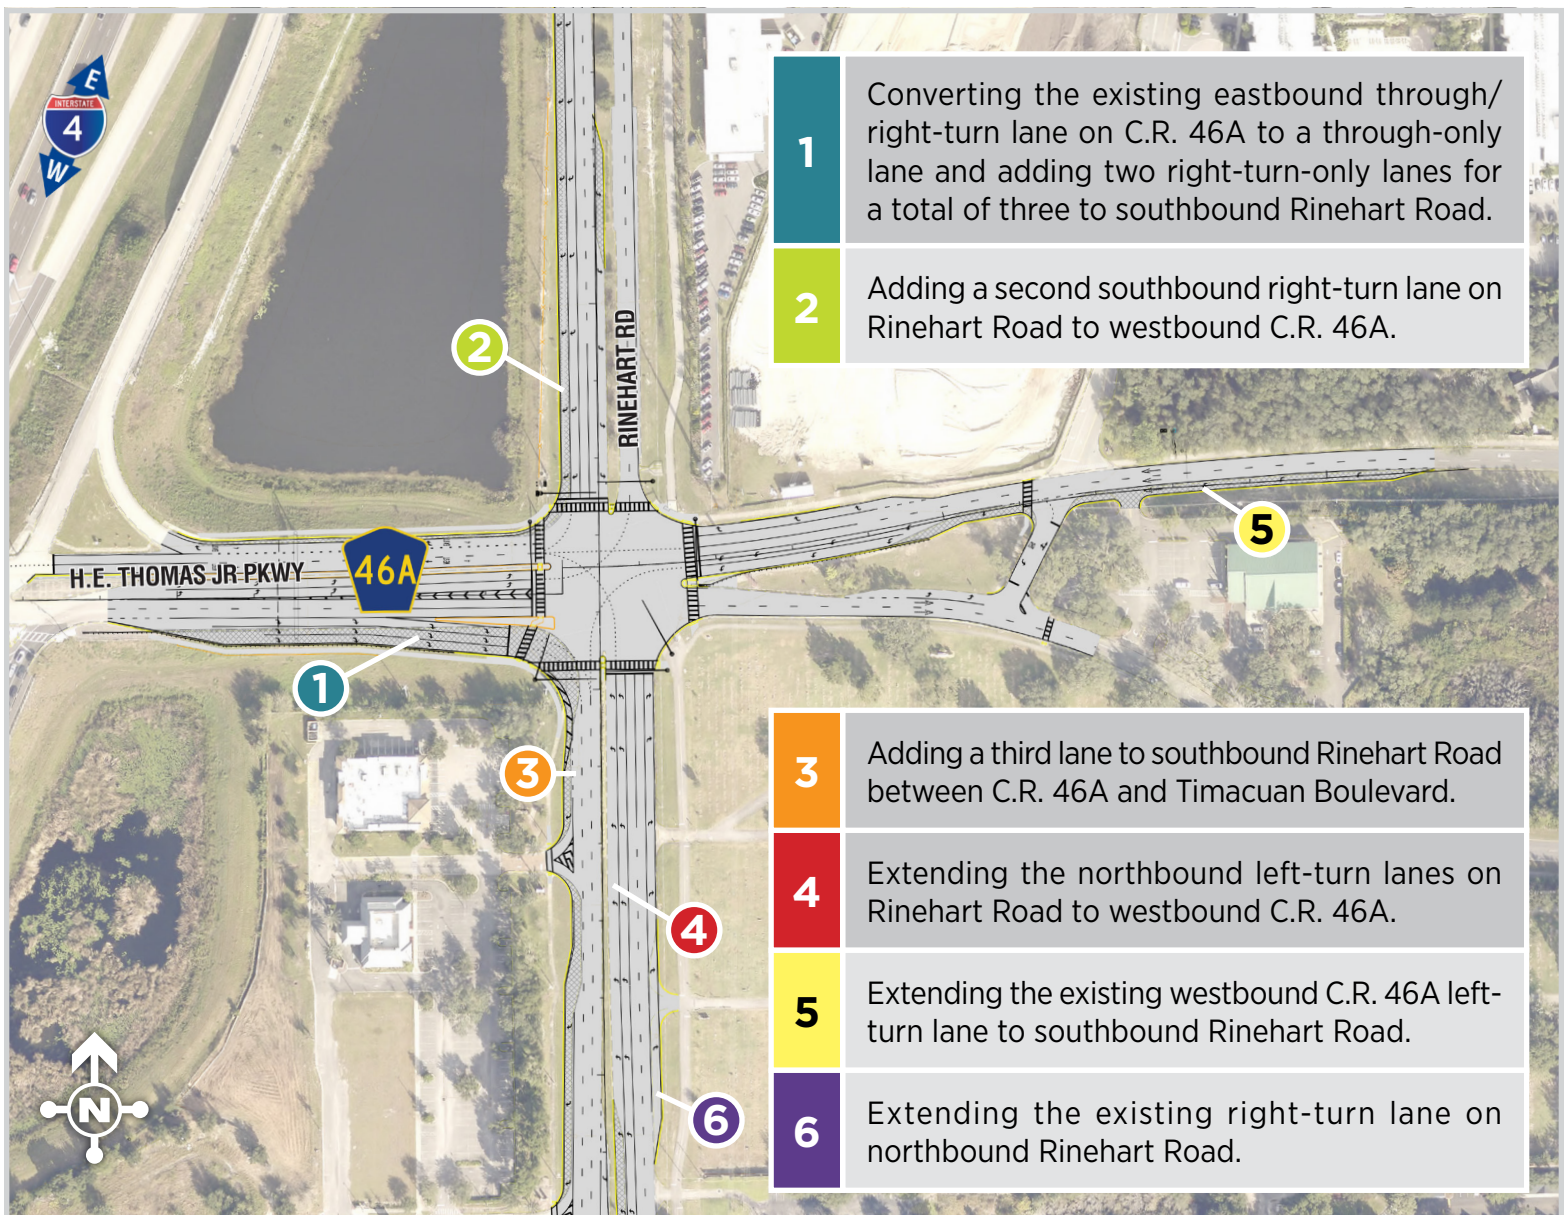 E
INTERSTATE
4
W
1
Converting the existing eastbound through/
right-turn lane on C.R. 46A to a through-only
lane and adding two right-turn-only lanes for
a total of three to southbound Rinehart Road.
2
Adding a second southbound right-turn lane on
Rinehart Road to westbound C.R. 46A.
2
RINEHART RD
5
H.E. THOMAS JR PKWY
46A
1
3
4
6
3
Adding a third lane to southbound Rinehart Road
between C.R. 46A and Timacuan Boulevard.
4
Extending the northbound left-turn lanes on
Rinehart Road to westbound C.R. 46A.
5
Extending the existing westbound C.R. 46A left-
turn lane to southbound Rinehart Road.
6
Extending the existing right-turn lane on
northbound Rinehart Road.
N